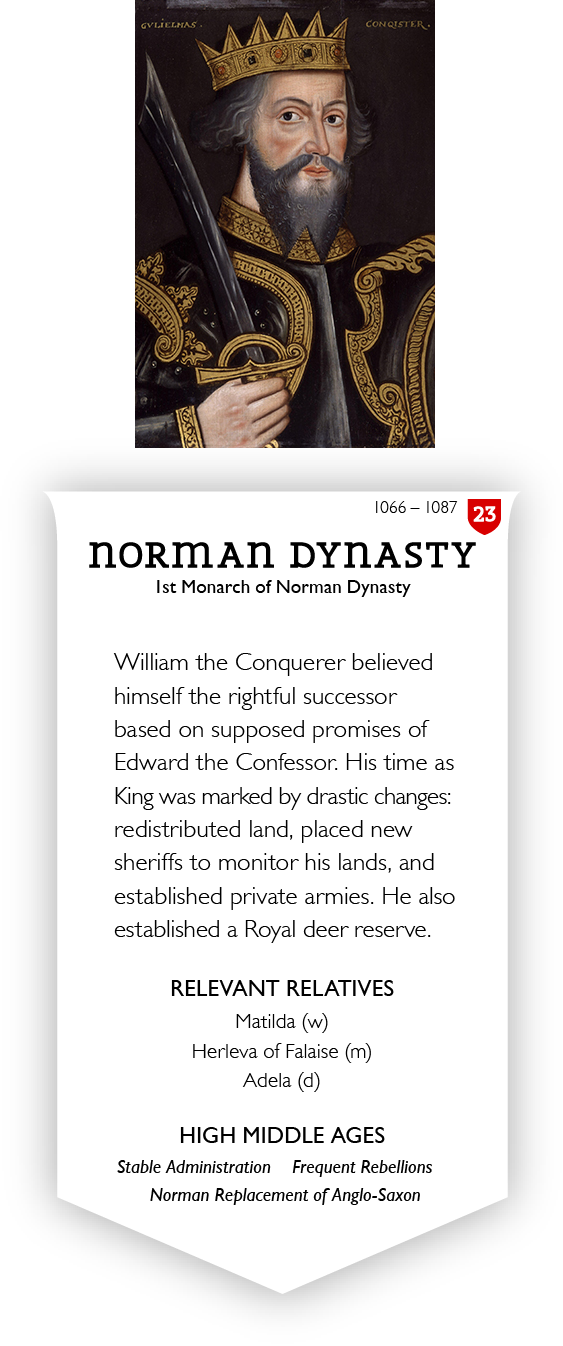 GVLIELMAS. CONQISTER.
1066 – 1087 23
NORMAN DYNASTY
1st Monarch of Norman Dynasty
William the Conquerer believed
himself the rightful successor
based on supposed promises of
Edward the Confessor. His time as
King was marked by drastic changes:
redistributed land, placed new
sheriffs to monitor his lands, and
established private armies. He also
established a Royal deer reserve.
RELEVANT RELATIVES
Matilda (w)
Herleva of Falaise (m)
Adela (d)
HIGH MIDDLE AGES
Stable Administration Frequent Rebellions
Norman Replacement of Anglo-Saxon